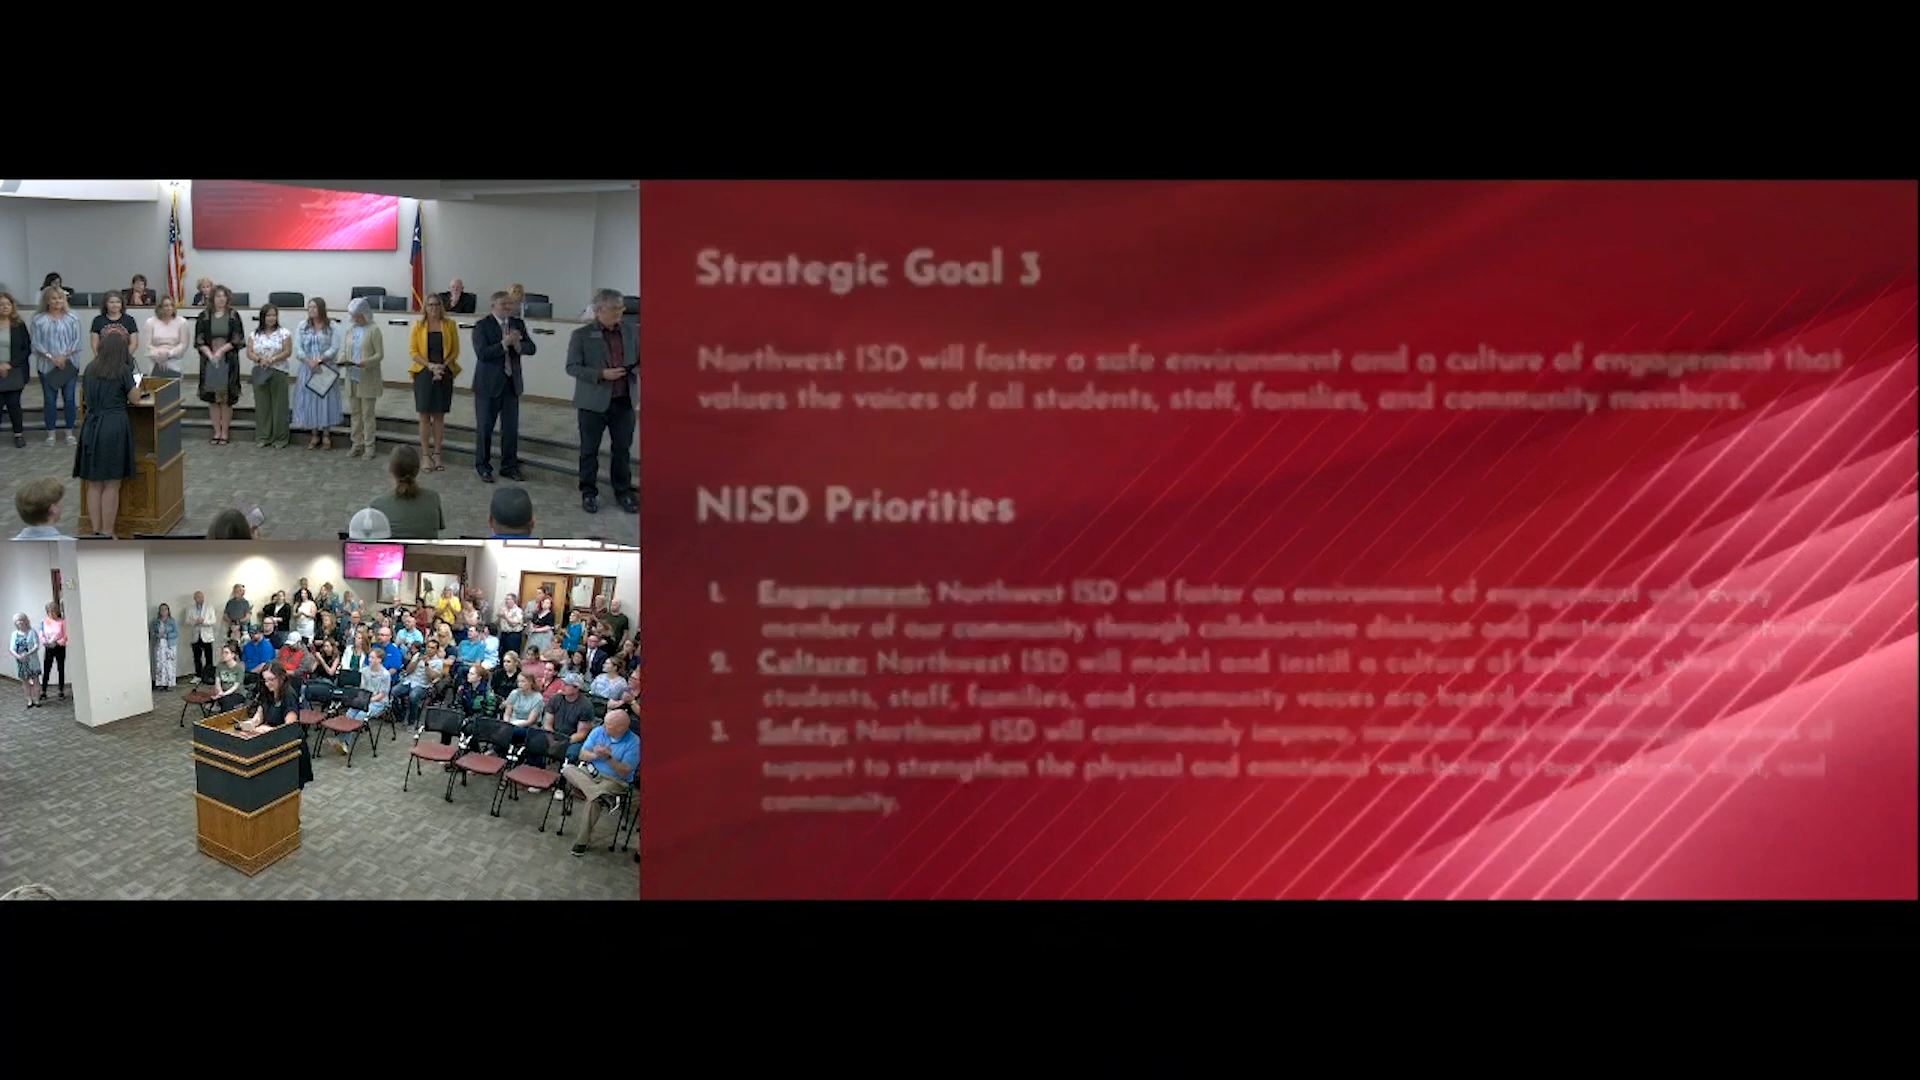 Strategic Goal 3
Northwest ISD will foster a safe environment and a culture of engagement that
values the voices of all students, staff, families, and community members.
NISD Priorities
1. Engagement: Northwest ISD will foster an environment of engagement with every
member of our community through collaborative dialogue and partnership opportunities.
2. Culture: Northwest ISD will model and instill a culture of belonging where all
students, staff, families, and community voices are heard and valued
3. Safety: Northwest ISD will continuously improve, maintain and systems of
support to strengthen the physical and emotional well-being of our students, staff, and
community.